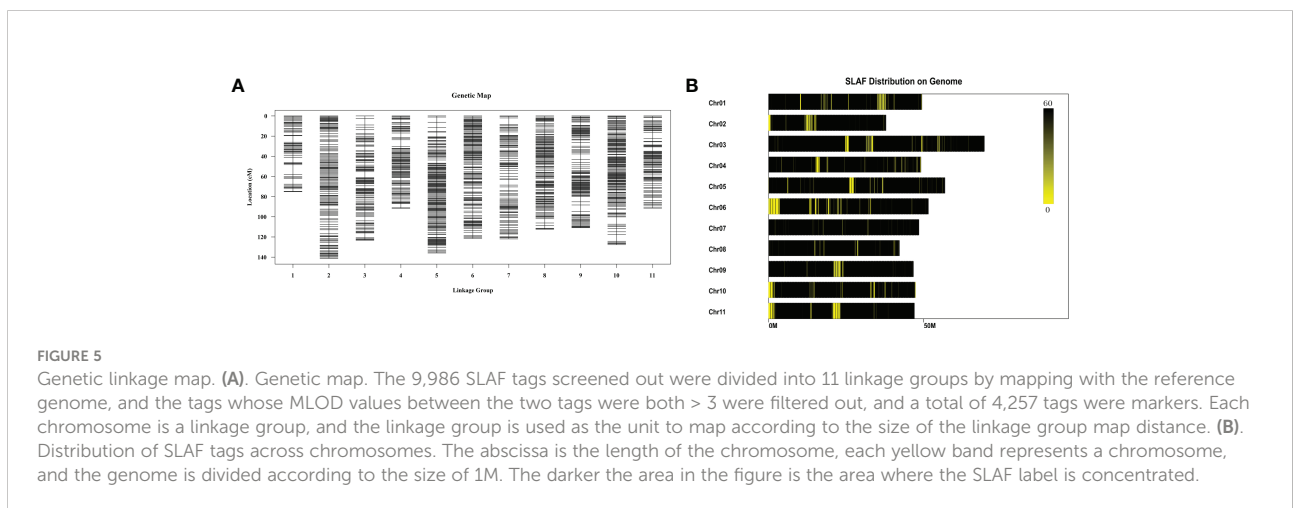 A
Genetic Map
0
20
40
60
80
100
120
140
Location (cM)
1 2 3 4 5 6 7 8 9 10 11
Linkage Group
B
SLAF Distribution on Genome
Chr01
Chr02
Chr03
Chr04
Chr05
Chr06
Chr07
Chr08
Chr09
Chr10
Chr11
0M 50M
60
0
FIGURE 5
Genetic linkage map. (A). Genetic map. The 9,986 SLAF tags screened out were divided into 11 linkage groups by mapping with the reference
genome, and the tags whose MLOD values between the two tags were both > 3 were filtered out, and a total of 4,257 tags were markers. Each
chromosome is a linkage group, and the linkage group is used as the unit to map according to the size of the linkage group map distance. (B).
Distribution of SLAF tags across chromosomes. The abscissa is the length of the chromosome, each yellow band represents a chromosome,
and the genome is divided according to the size of 1M. The darker the area in the figure is the area where the SLAF label is concentrated.